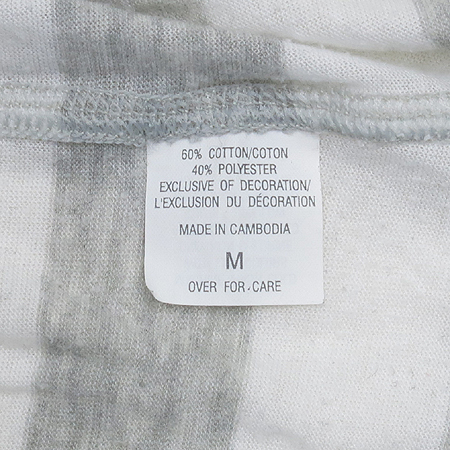 60% COTTON/COTON
40% POLYESTER
EXCLUSIVE OF DECORATION/
L'EXCLUSION DU DÉCORATION
MADE IN CAMBODIA
M
OVER FOR CARE